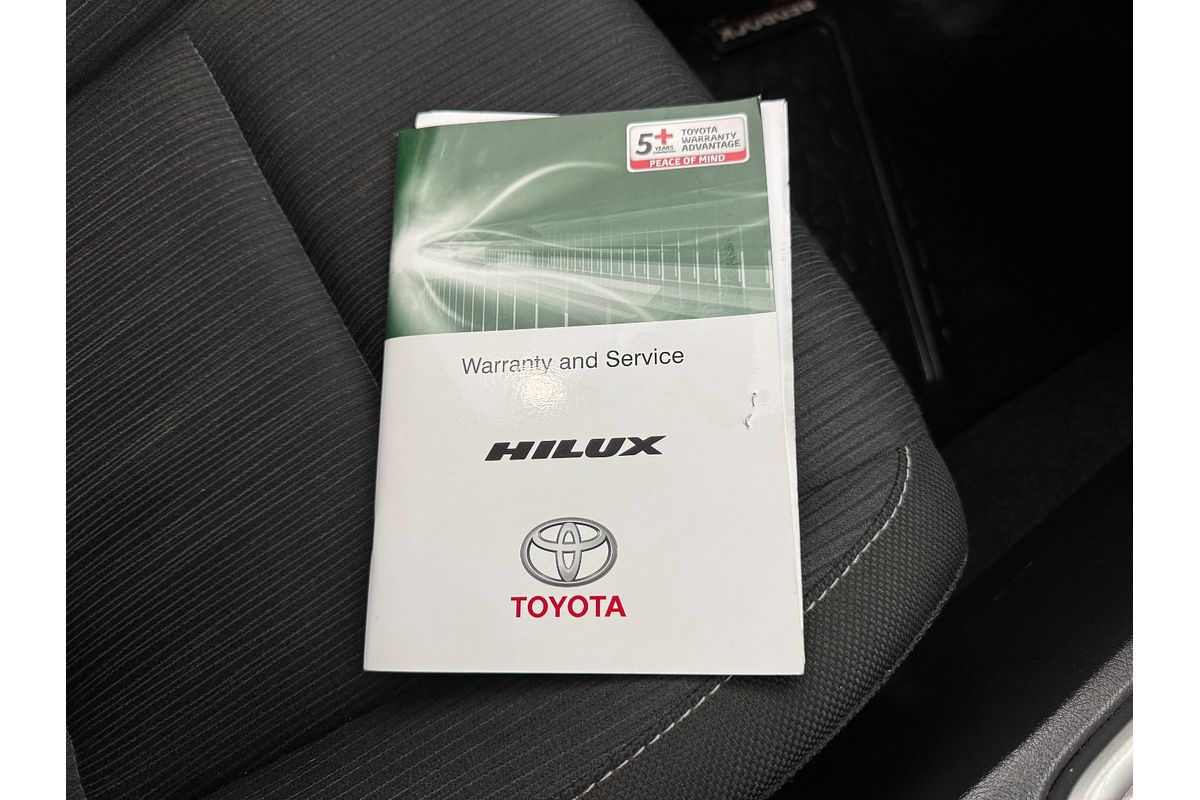 5+
YEARS
TOYOTA
WARRANTY
ADVANTAGE
PEACE OF MIND
Warranty and Service
HILUX
TOYOTA